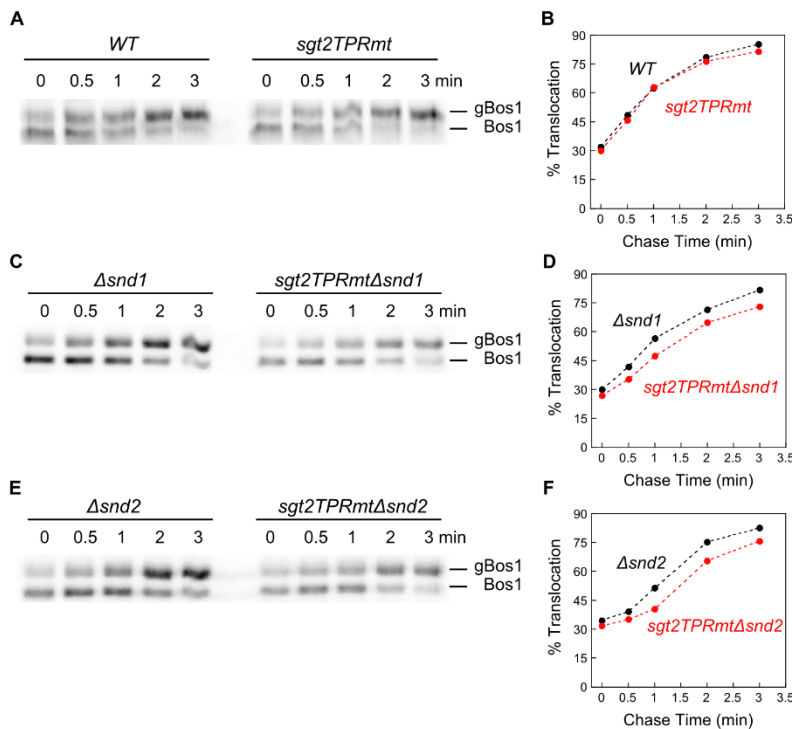 A
WT
sgt2TPRmt
0 0.5 1 2 3 0 0.5 1 2 3 min
gBos1
Bos1
B
90
75
60
45
30
15
0
% Translocation
WT
sgt2TPRmt
0 0.5 1 1.5 2 2.5 3 3.5
Chase Time (min)
C
Δsnd1
sgt2TPRmtΔsnd1
0 0.5 1 2 3 0 0.5 1 2 3 min
gBos1
Bos1
D
90
75
60
45
30
15
0
% Translocation
Δsnd1
sgt2TPRmtΔsnd1
0 0.5 1 1.5 2 2.5 3 3.5
Chase Time (min)
E
Δsnd2
sgt2TPRmtΔsnd2
0 0.5 1 2 3 0 0.5 1 2 3 min
gBos1
Bos1
F
90
75
60
45
30
15
0
% Translocation
Δsnd2
sgt2TPRmtΔsnd2
0 0.5 1 1.5 2 2.5 3 3.5
Chase Time (min)